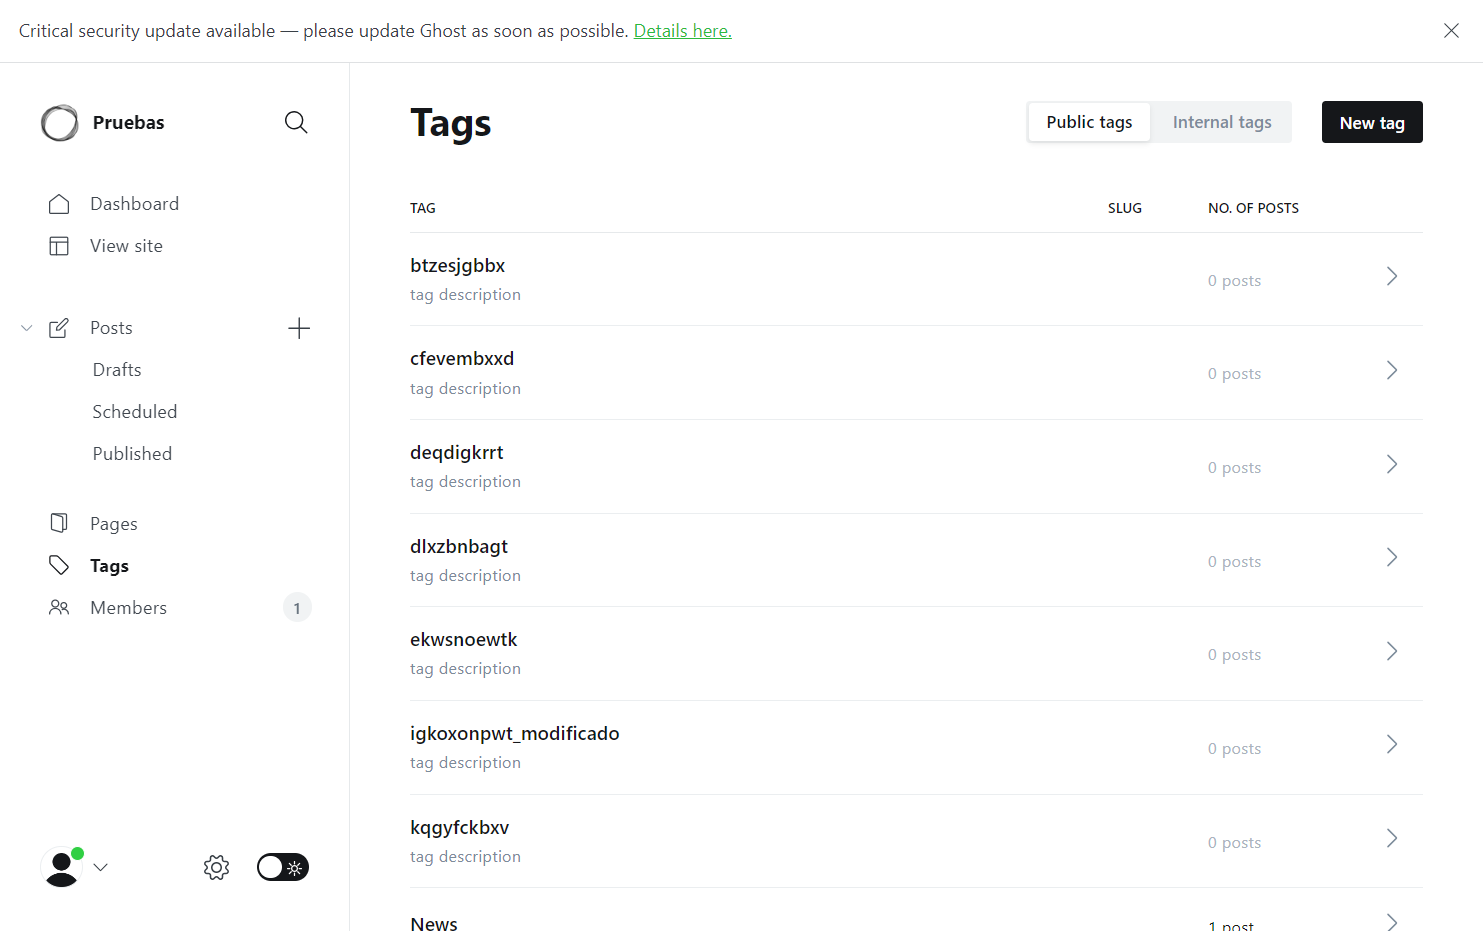 Critical security update available — please update Ghost as soon as possible. Details here.
Pruebas
Dashboard
View site
Posts
Drafts
Scheduled
Published
Pages
Tags
Members 1
Tags
Public tags Internal tags New tag
TAG SLUG NO. OF POSTS
btzesjgbbx
tag description
0 posts
cfevembxxd
tag description
0 posts
deqdigkrrt
tag description
0 posts
dlxzbnbagt
tag description
0 posts
ekwsnoewtk
tag description
0 posts
igkoxonpwt_modificado
tag description
0 posts
kqgyfckbxv
tag description
0 posts
News
1 post